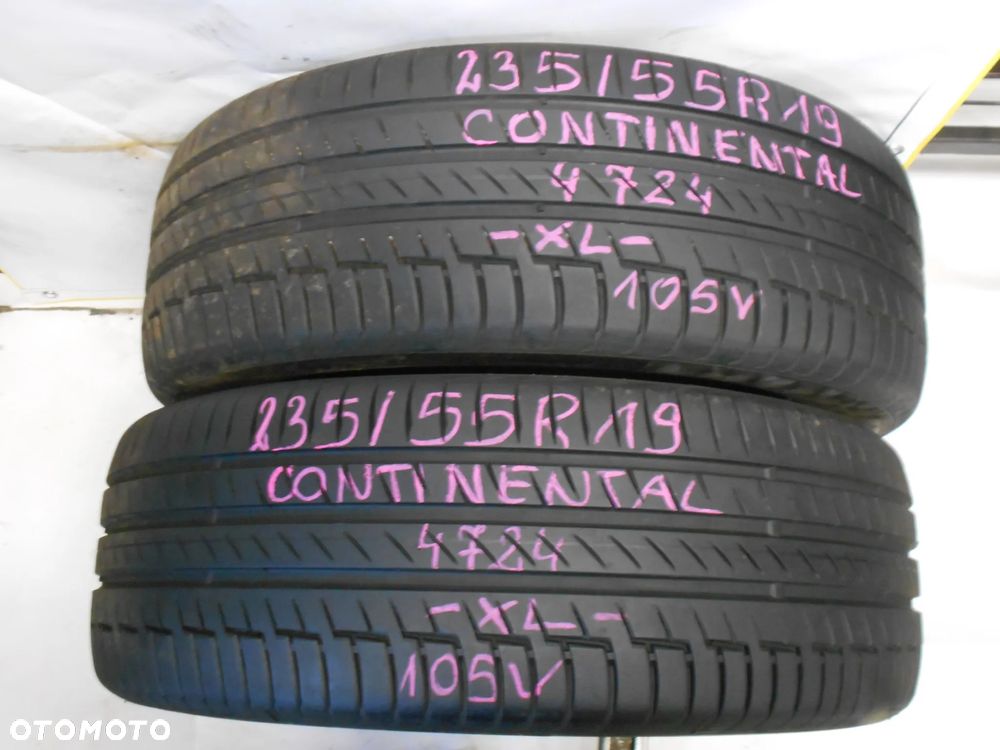 235/55R19
CONTINENTAL
4724
-XL-
105V
235/55R19
CONTINENTAL
4724
-XL-
105V
OTOMOTO